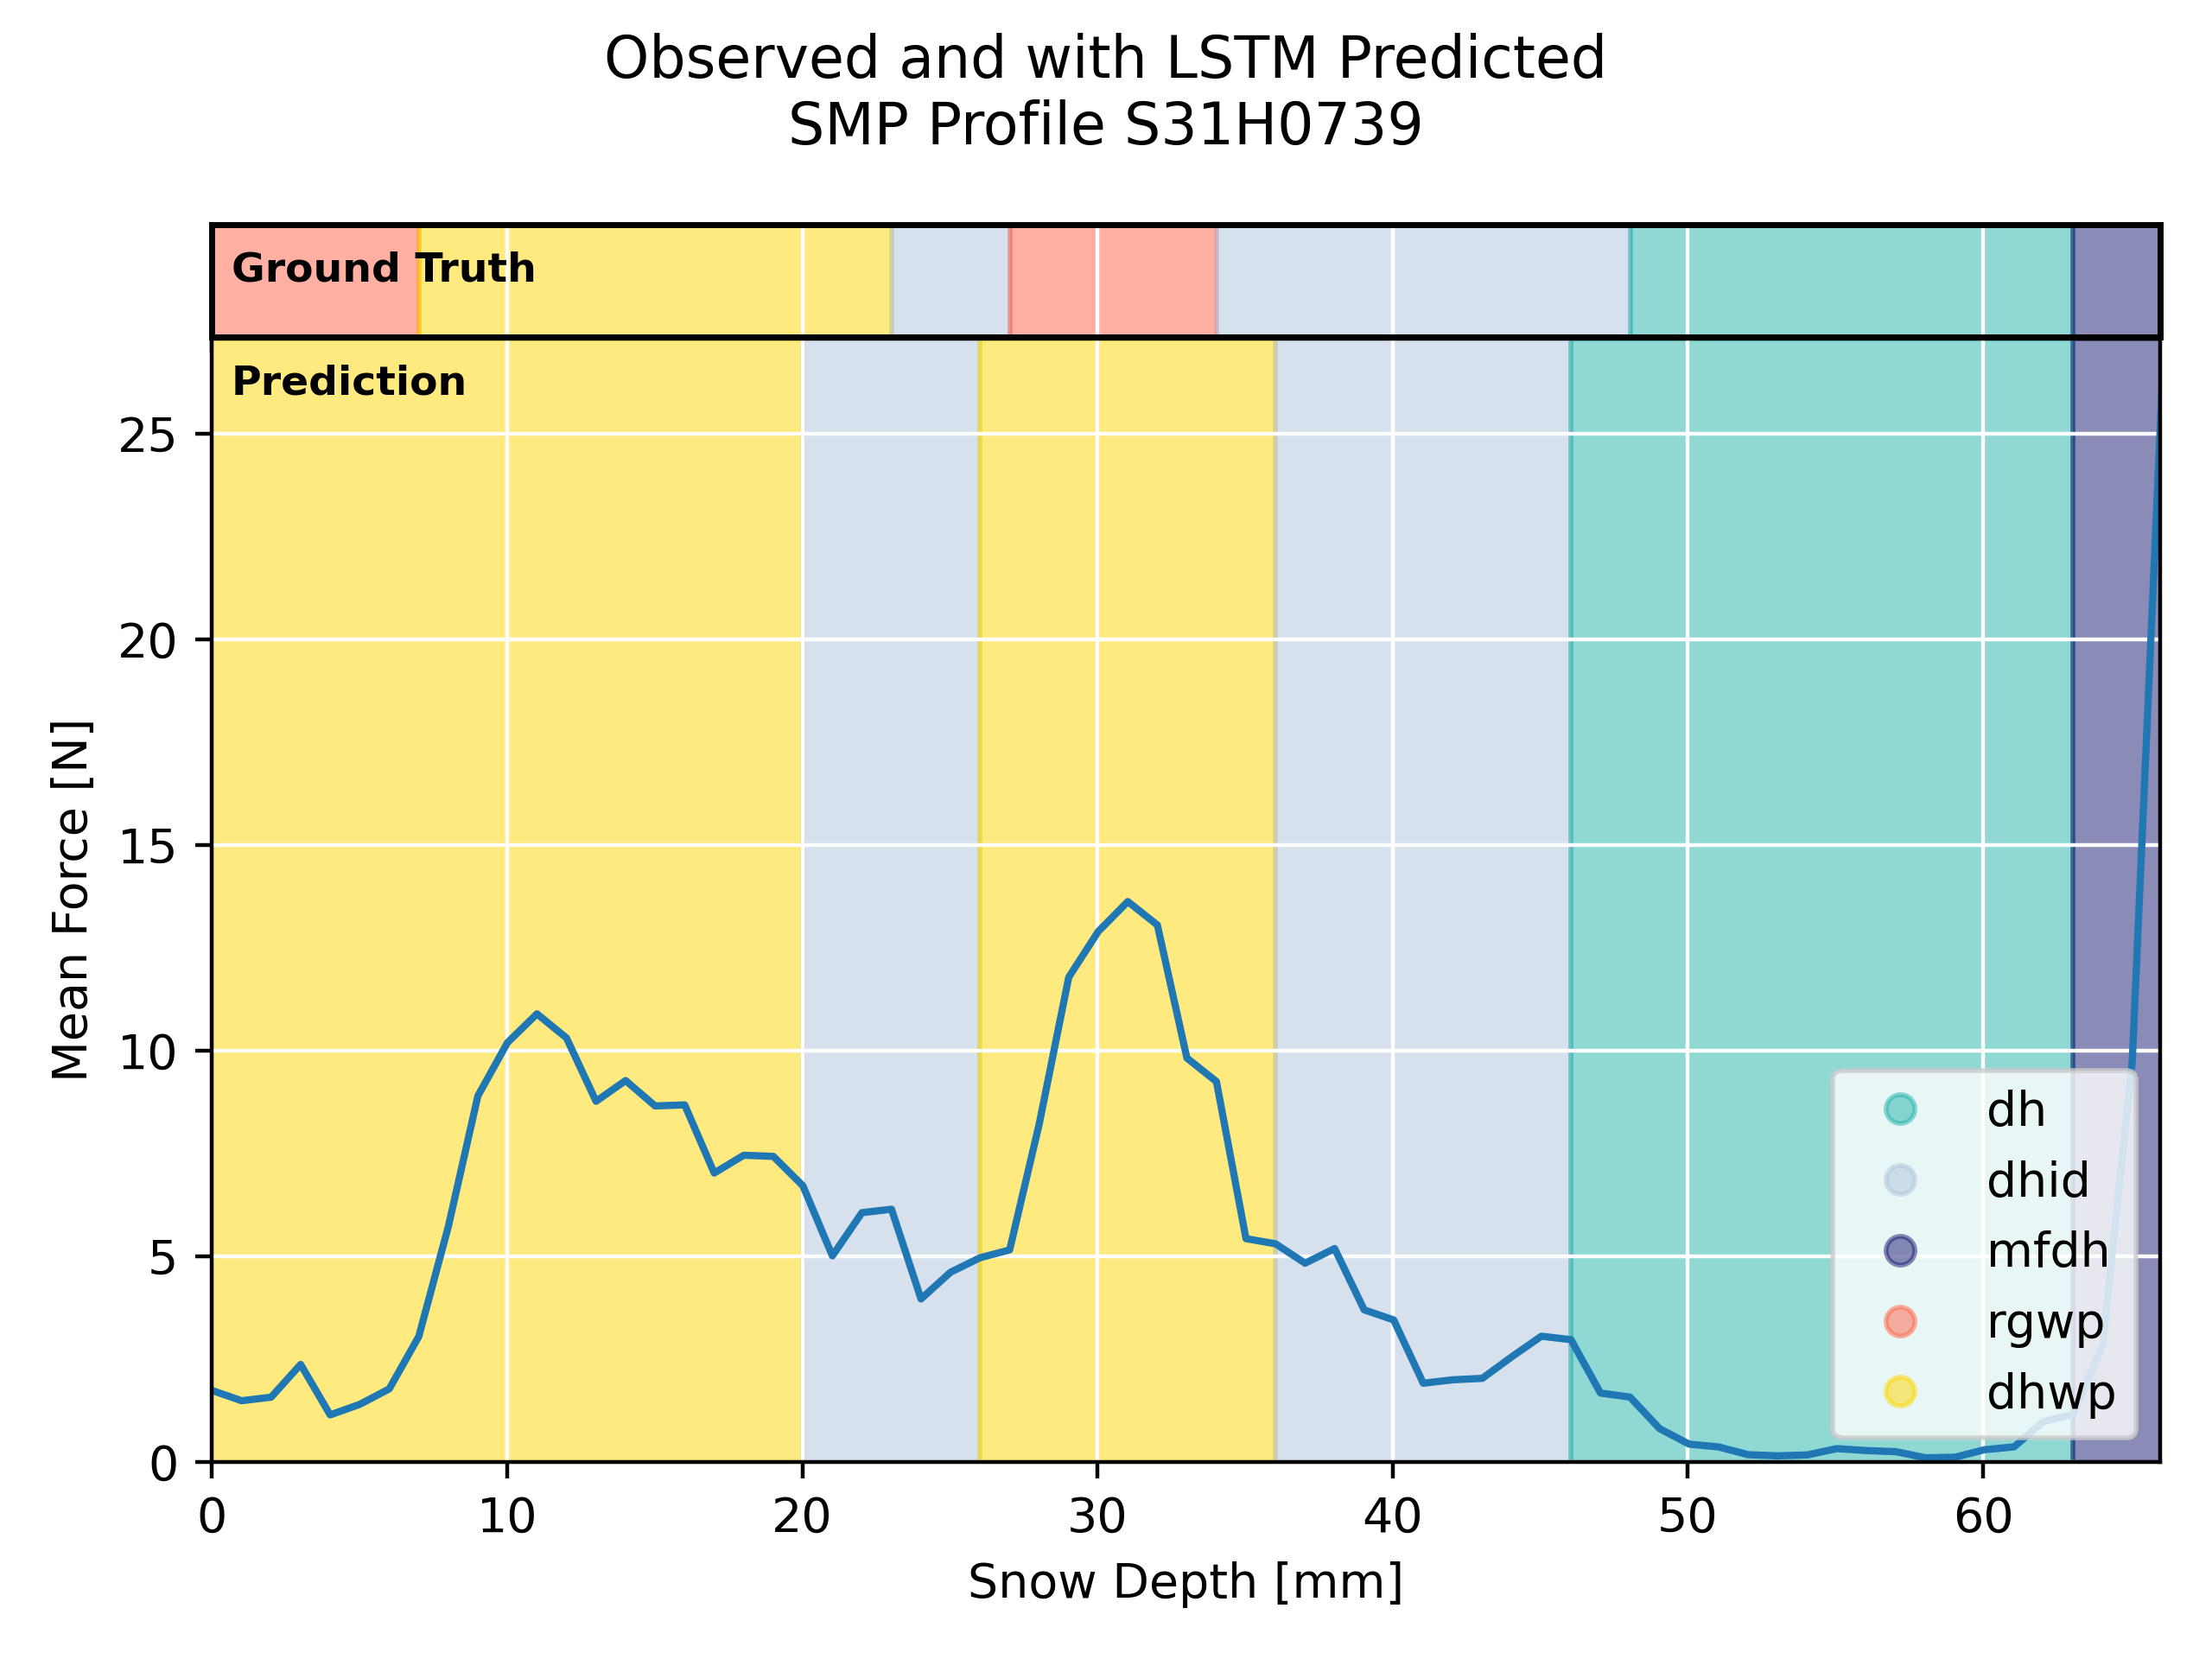 Observed and with LSTM Predicted
SMP Profile S31H0739
Ground Truth
Prediction
25
20
15
10
5
0
Mean Force [N]
0 10 20 30 40 50 60
Snow Depth [mm]
dh
dhid
mfdh
rgwp
dhwp